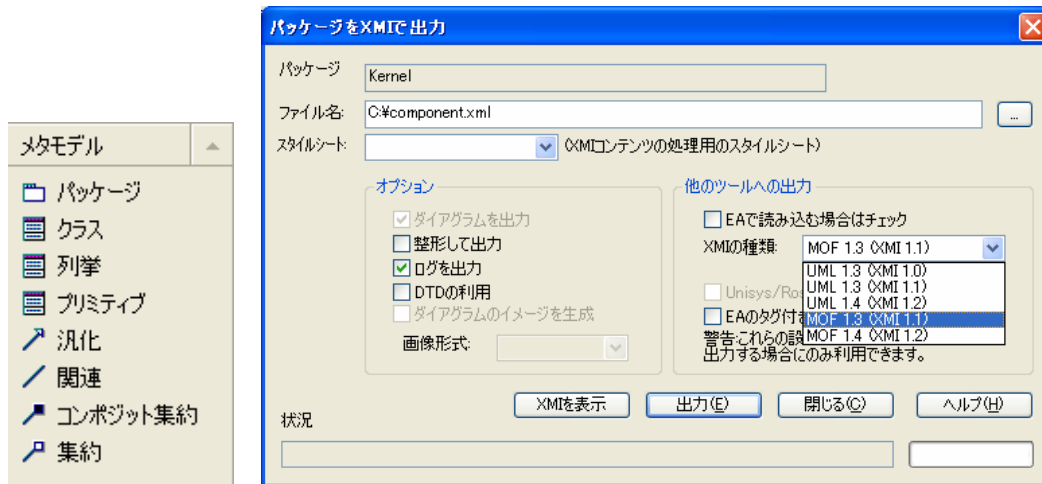 メタモデル
パッケージ
クラス
列挙
プリミティブ
汎化
関連
コンポジット集約
集約
パッケージをXMIで出力
パッケージ
Kernel
ファイル名:
C:¥component.xml
...
スタイルシート:
(XMIコンテンツの処理用のスタイルシート)
オプション
ダイアグラムを出力
整形して出力
ログを出力
DTDの利用
ダイアグラムのイメージを生成
画像形式:
他のツールへの出力
EAで読み込む場合はチェック
XMIの種類:
MOF 1.3 (XMI 1.1)
UML 1.3 (XMI 1.0)
UML 1.3 (XMI 1.1)
UML 1.4 (XMI 1.2)
MOF 1.3 (XMI 1.1)
MOF 1.4 (XMI 1.2)
Unisys/Ro
EAのタグ付き
警告:これらの設
出力する場合にのみ利用できます。
XMIを表示
出力(E)
閉じる(C)
ヘルプ(H)
状況